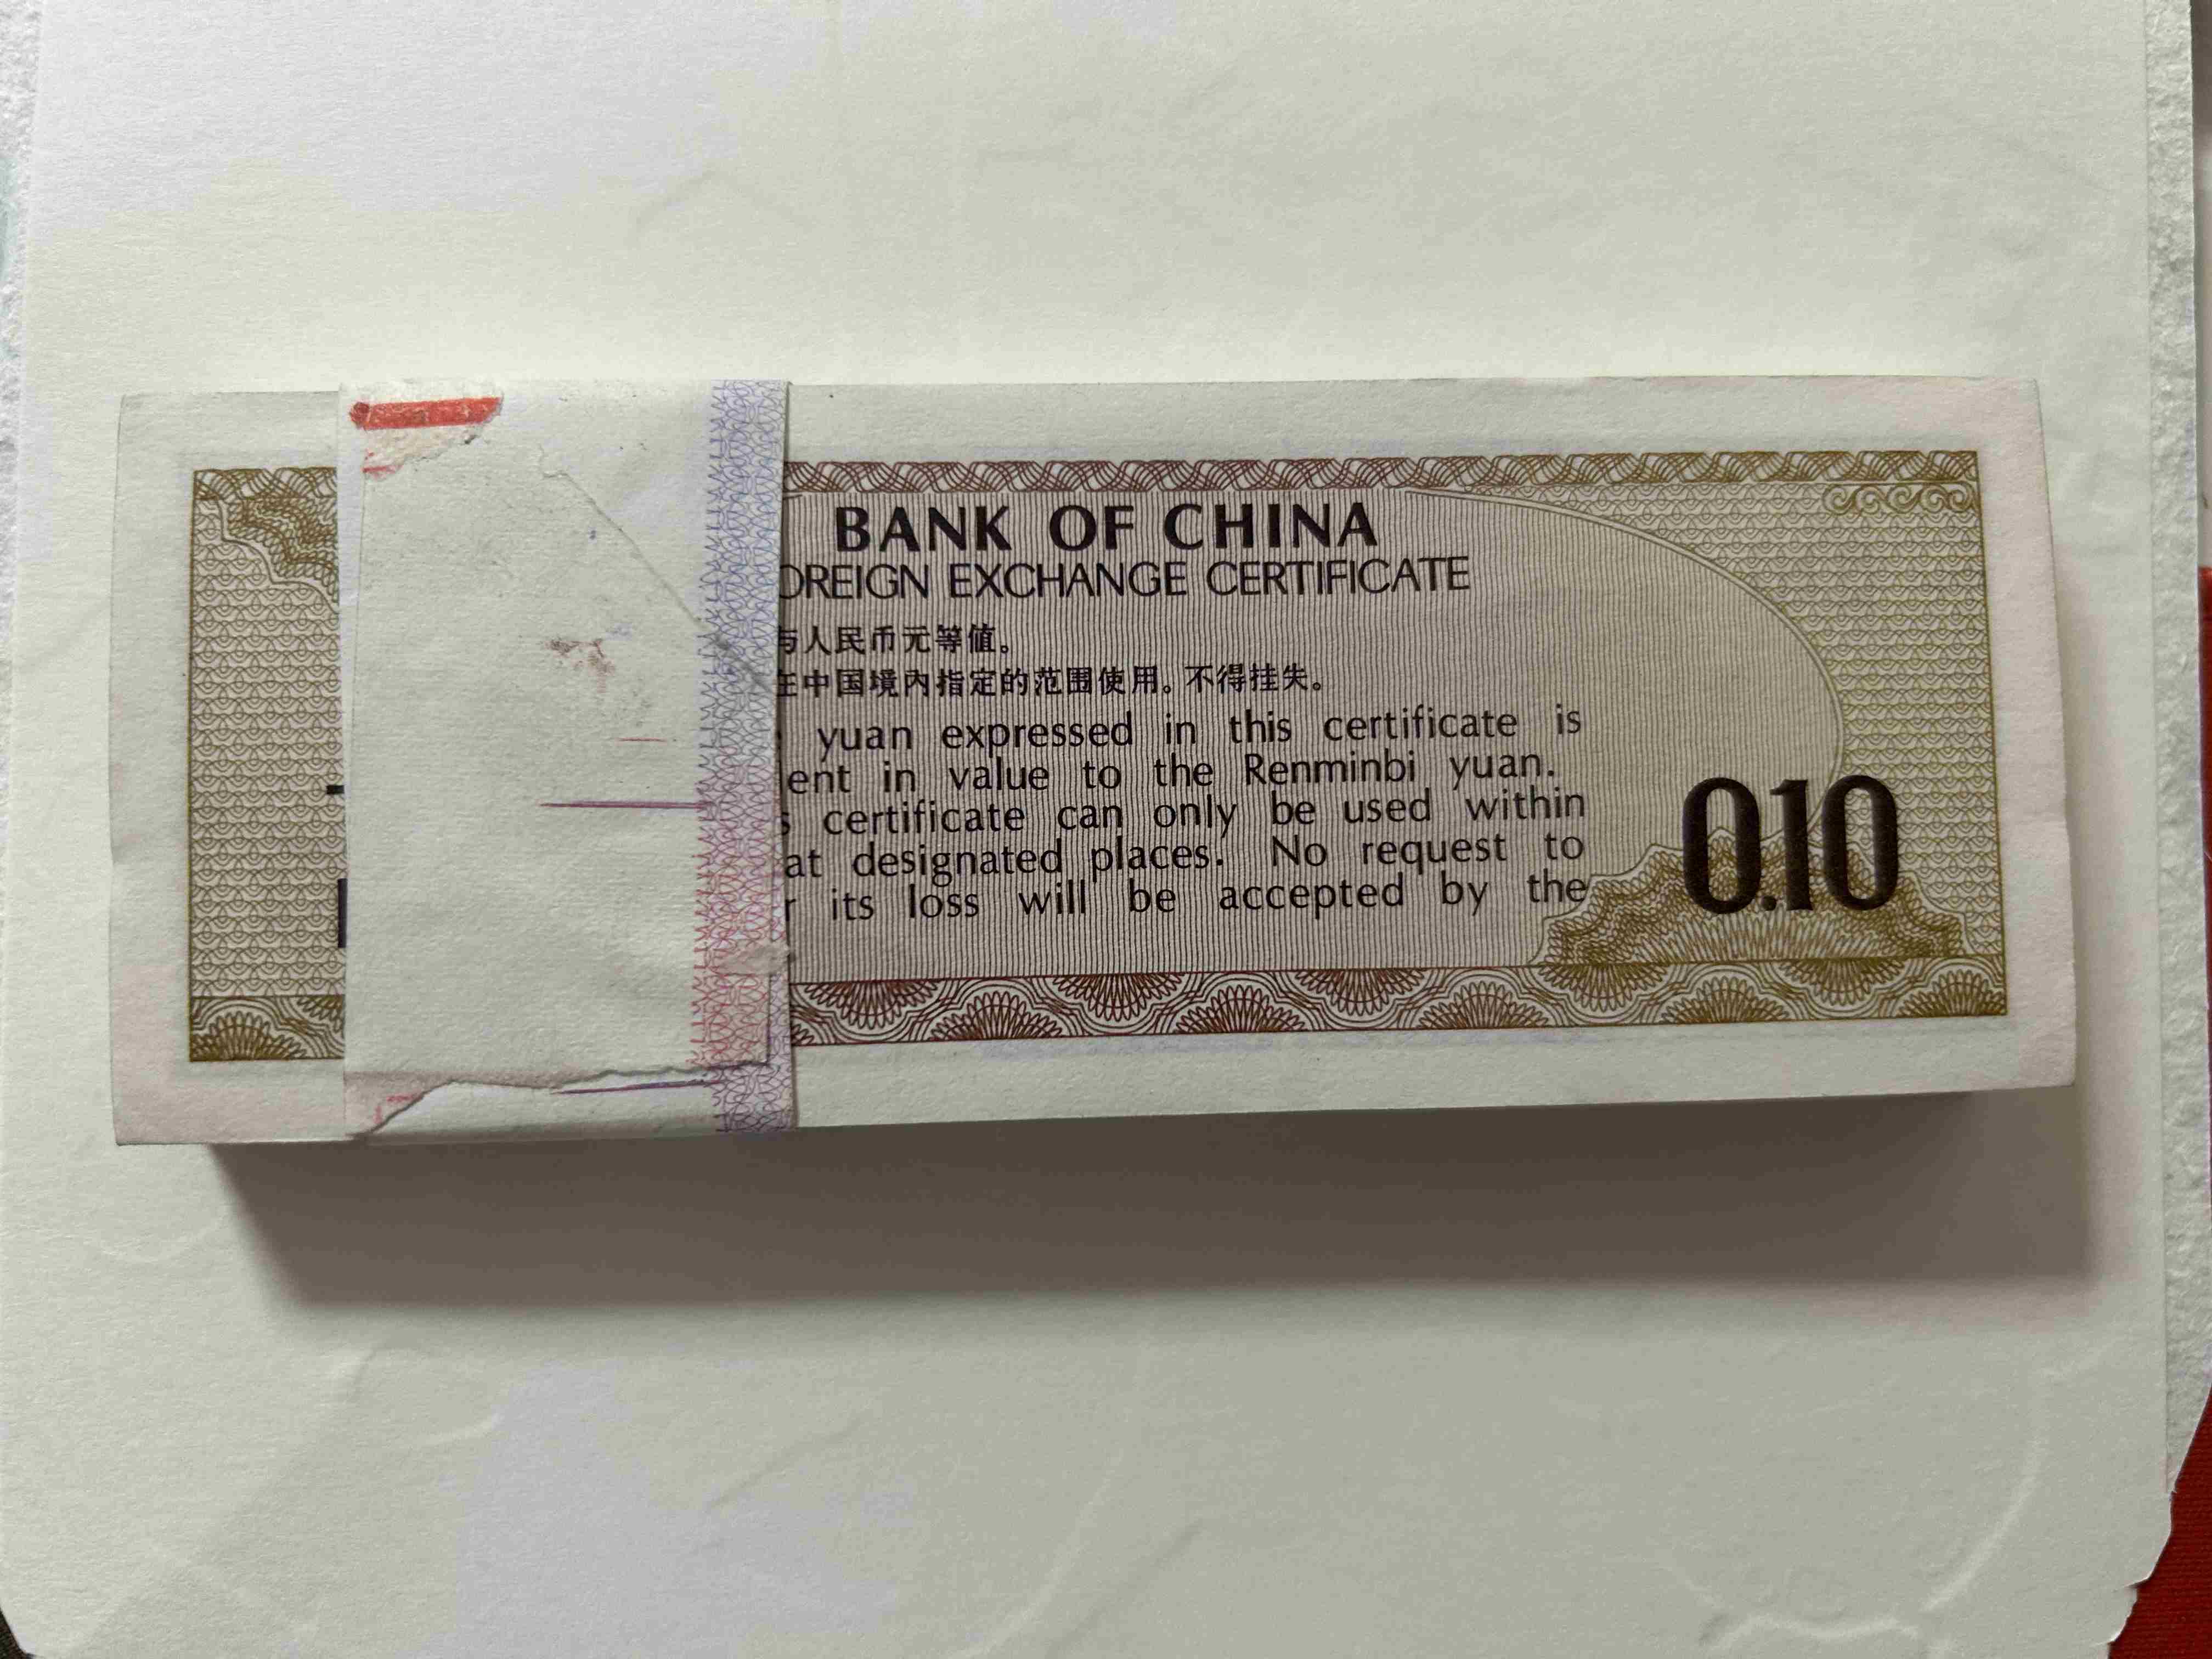 BANK OF CHINA
OREIGN EXCHANGE CERTIFICATE
与人民币元等値。
在中国境内指定的范围使用。不得挂失。
yuan expressed in this certificate is
ent in value to the Renminbi yuan.
s certificate can only be used within
at designated places. No request to
r its loss will be accepted by the
0.10